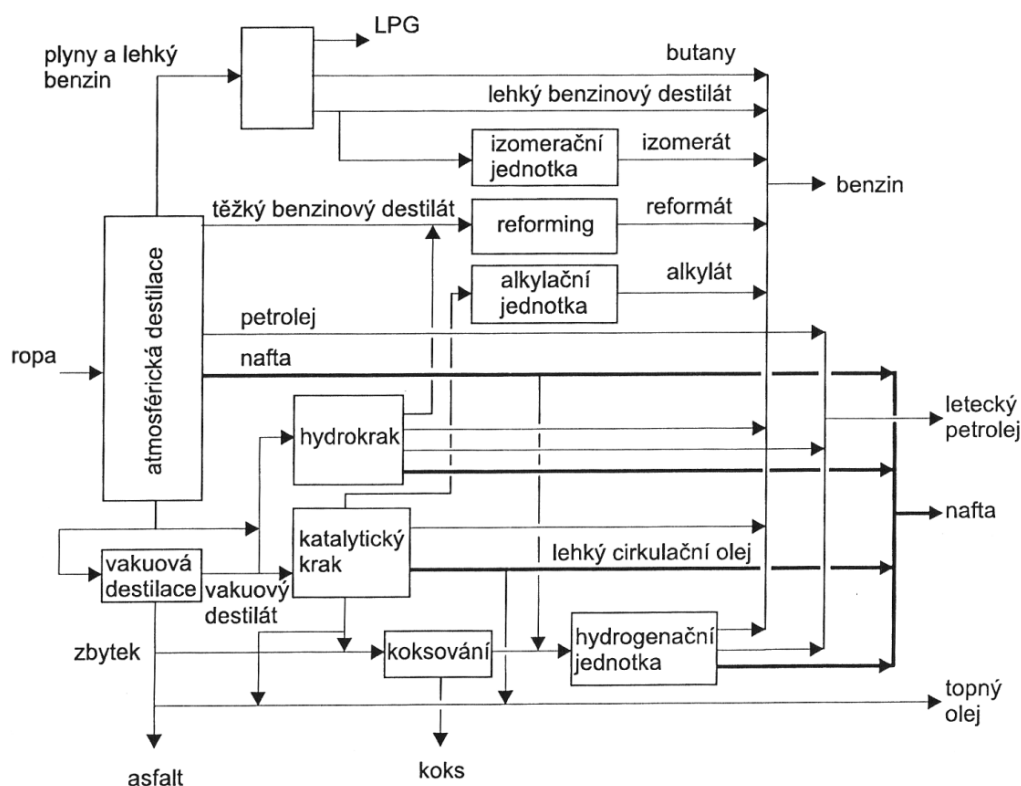 LPG
plyny a lehký
benzin
butany
lehký benzinový destilát
izomerační
jednotka
izomerát
benzin
těžký benzinový destilát
reforming
reformát
alkylační
jednotka
alkylát
atmosférická destilace
petrolej
ropa
nafta
letecký
petrolej
hydrokrak
nafta
katalytický
krak
lehký cirkulační olej
vakuová
destilace
vakuový
destilát
zbytek
koksování
hydrogenační
jednotka
topný
olej
asfalt
koks